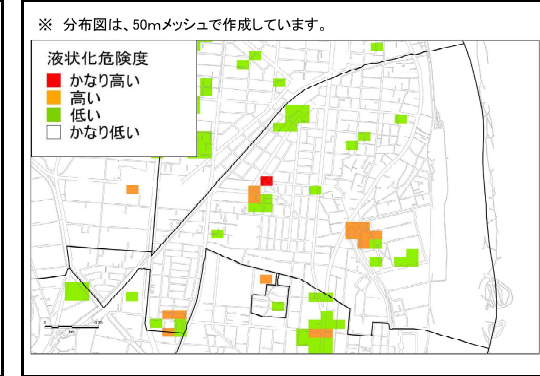 ※ 分布図は、50mメッシュで作成しています。
液状化危険度
かなり高い
高い
低い
かなり低い